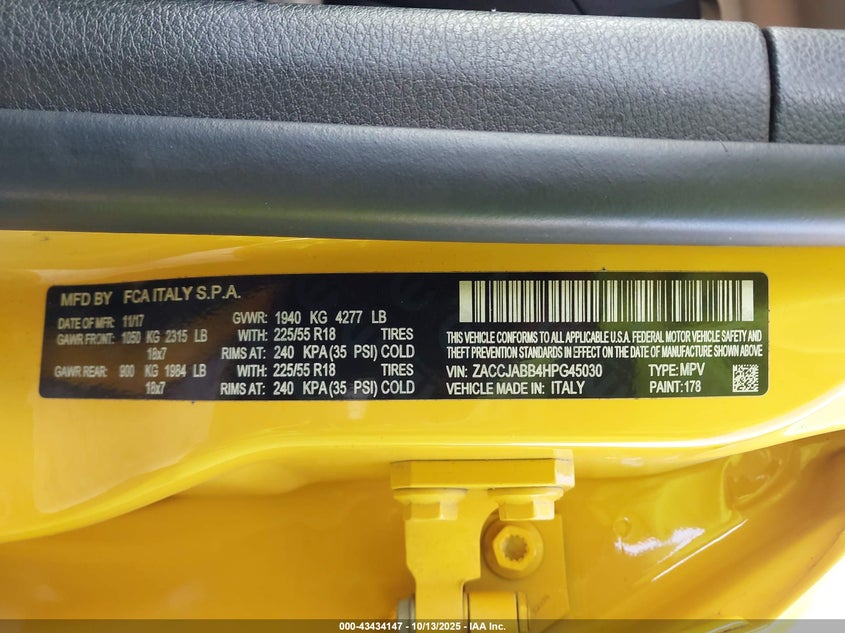 MFD BY FCA ITALY S.P.A.
DATE OF MFR: 11/17 GVWR: 1940 KG 4277 LB
GAWR FRONT: 1050 KG 2315 LB WITH: 225/55 R18 TIRES
18x7 RIMS AT: 240 KPA (35 PSI) COLD
GAWR REAR: 900 KG 1984 LB WITH: 225/55 R18 TIRES
18x7 RIMS AT: 240 KPA (35 PSI) COLD
THIS VEHICLE CONFORMS TO ALL APPLICABLE U.S.A. FEDERAL MOTOR VEHICLE SAFETY AND
THEFT PREVENTION STANDARDS IN EFFECT ON THE DATE OF MANUFACTURE SHOWN ABOVE
VIN: ZACCJABB4HPG45030 TYPE: MPV
VEHICLE MADE IN: ITALY PAINT: 178
000-43434147 | 10/13/2025 | IAA Inc.